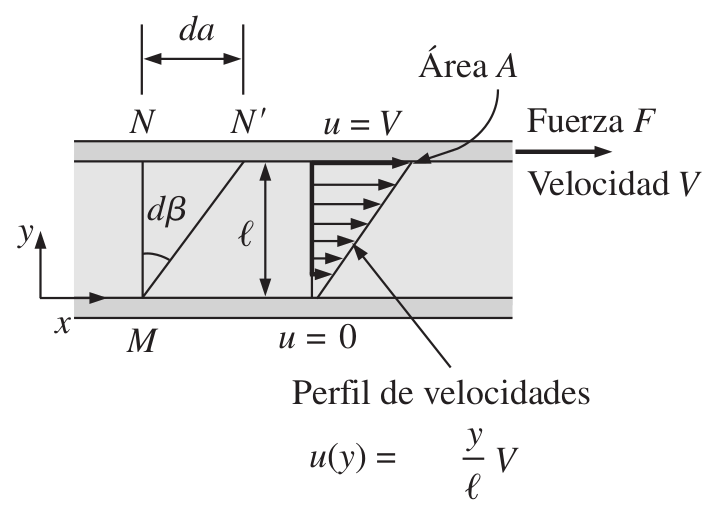 da
Área A
N
N′
u = V
Fuerza F
dβ
ℓ
Velocidad V
y
x
M
u = 0
Perfil de velocidades
u(y) = y/ℓ V